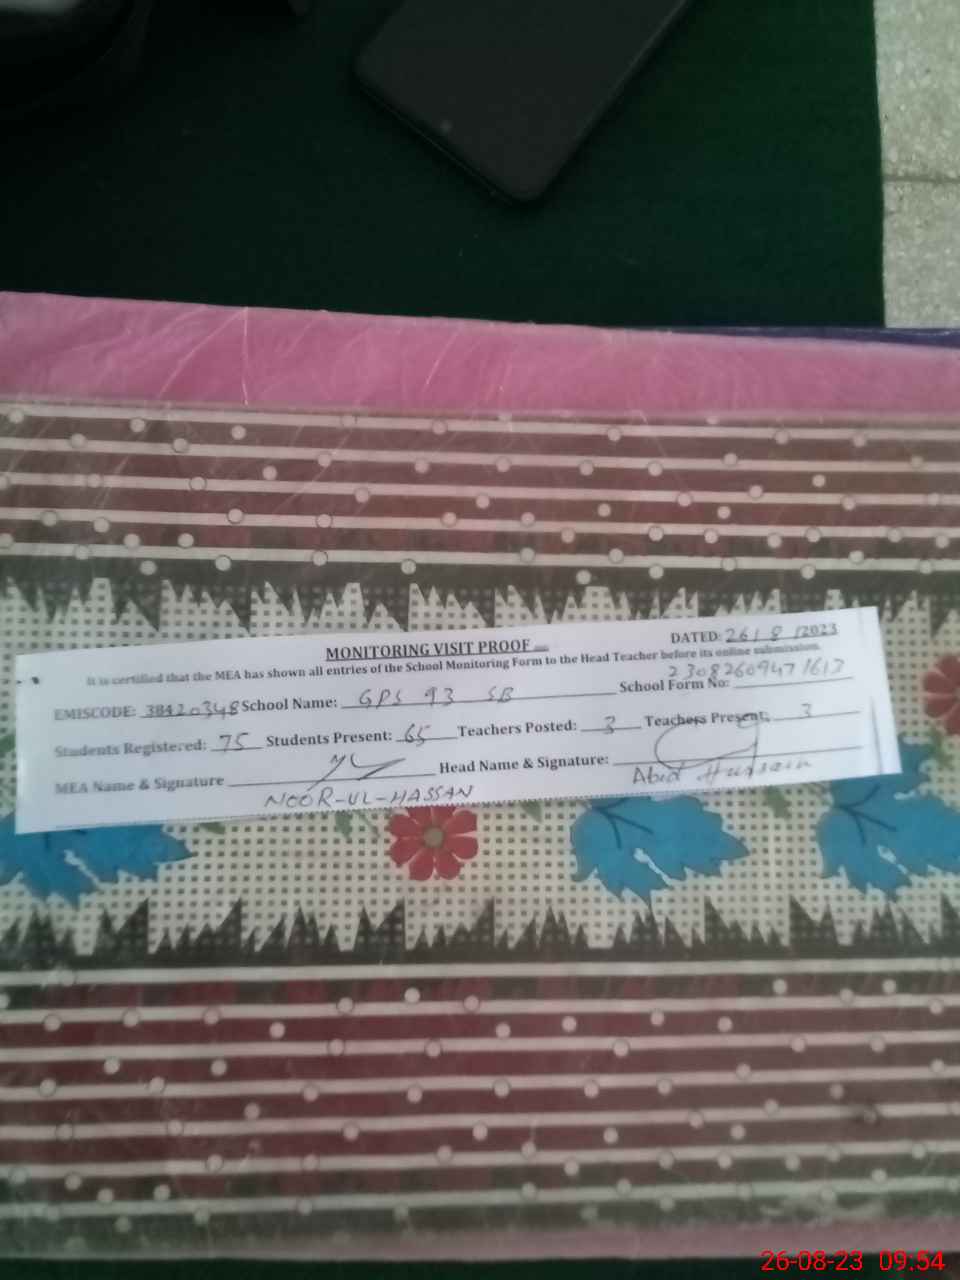 MONITORING VISIT PROOF
DATED: 26 / 8 /2023
It is certified that the MEA has shown all entries of the School Monitoring Form to the Head Teacher before its online submission.
EMISCODE: 38420348 School Name: GPS 93 SB School Form No: 23082609471613
Students Registered: 75 Students Present: 65 Teachers Posted: 3 Teachers Present: 3
MEA Name & Signature Head Name & Signature:
NOOR-UL-HASSAN Abid Hussain
26-08-23 09:54